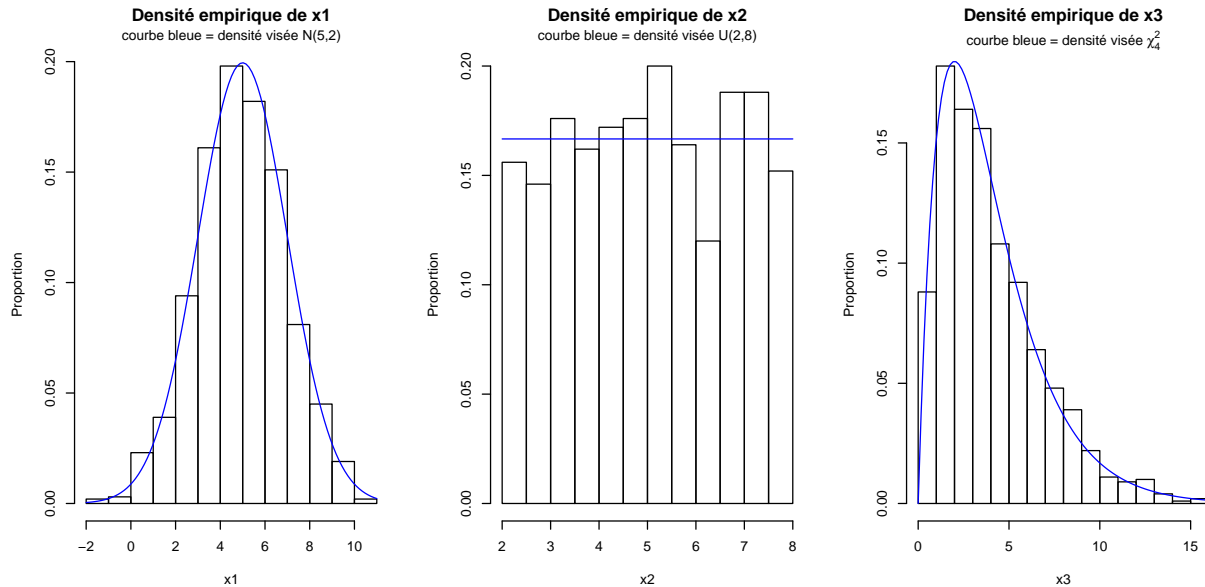 Densité empirique de x1
courbe bleue = densité visée N(5,2)
Proportion
0.00
0.05
0.10
0.15
0.20
−2
0
2
4
6
8
10
x1
Densité empirique de x2
courbe bleue = densité visée U(2,8)
Proportion
0.00
0.05
0.10
0.15
0.20
2
3
4
5
6
7
8
x2
Densité empirique de x3
courbe bleue = densité visée χ₄²
Proportion
0.00
0.05
0.10
0.15
0
5
10
15
x3